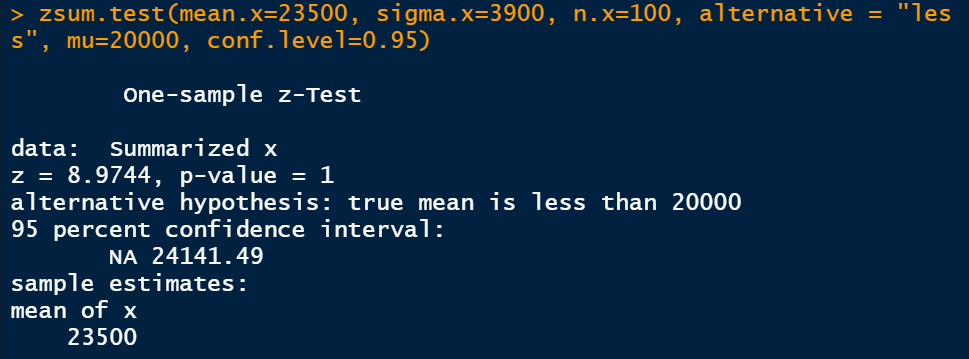 > zsum.test(mean.x=23500, sigma.x=3900, n.x=100, alternative = "les
s", mu=20000, conf.level=0.95)
One-sample z-Test
data:  Summarized x
z = 8.9744, p-value = 1
alternative hypothesis: true mean is less than 20000
95 percent confidence interval:
NA 24141.49
sample estimates:
mean of x
23500